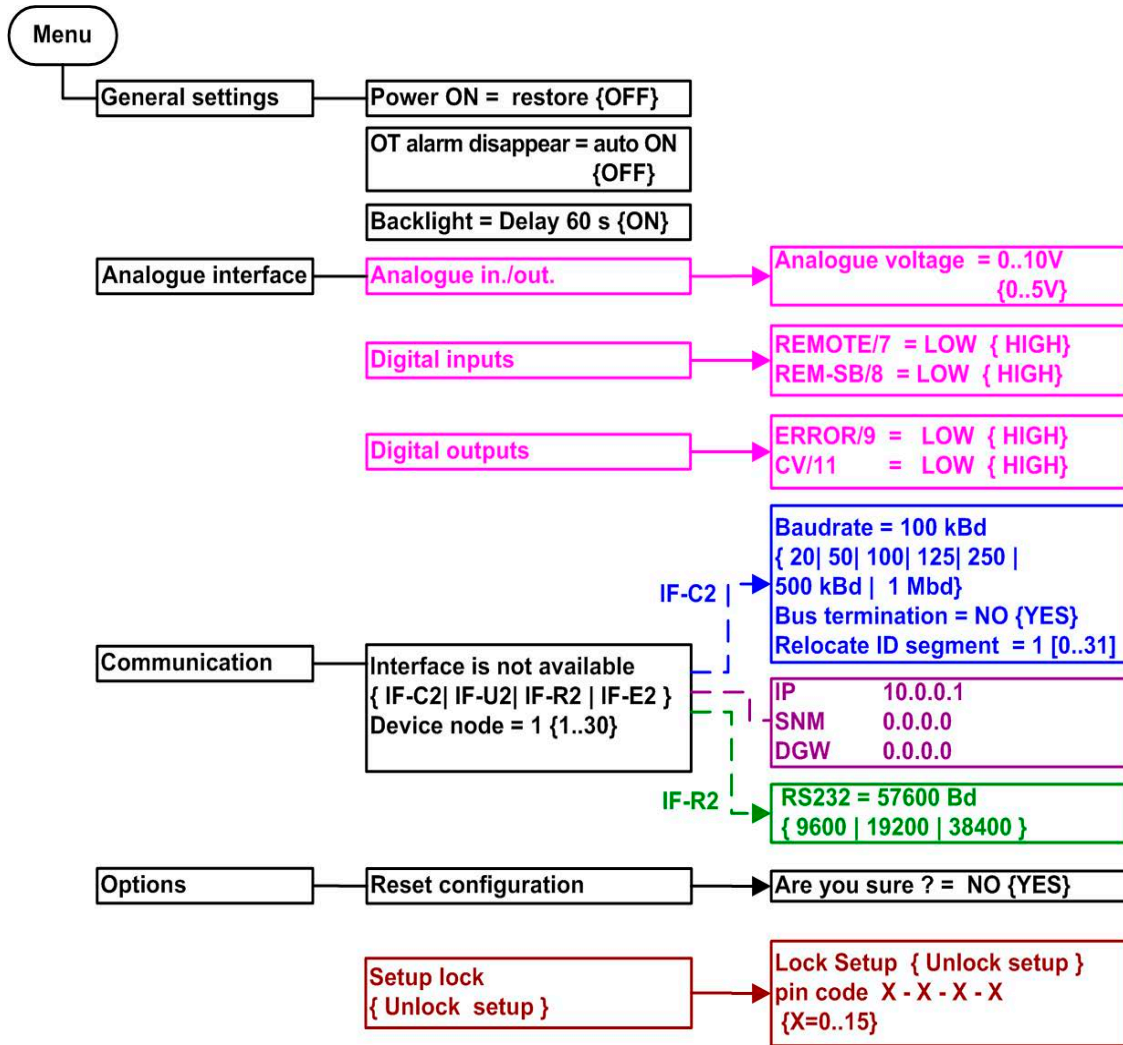 Menu
General settings
Power ON = restore {OFF}
OT alarm disappear = auto ON
{OFF}
Backlight = Delay 60 s {ON}
Analogue interface
Analogue in./out.
Analogue voltage = 0..10V
{0..5V}
Digital inputs
REMOTE/7 = LOW { HIGH}
REM-SB/8 = LOW { HIGH}
Digital outputs
ERROR/9 = LOW { HIGH}
CV/11 = LOW { HIGH}
Communication
Interface is not available
{ IF-C2| IF-U2| IF-R2 | IF-E2 }
Device node = 1 {1..30}
IF-C2
Baudrate = 100 kBd
{ 20| 50| 100| 125| 250 |
500 kBd | 1 Mbd}
Bus termination = NO {YES}
Relocate ID segment = 1 [0..31]
IP 10.0.0.1
SNM 0.0.0.0
DGW 0.0.0.0
IF-R2
RS232 = 57600 Bd
{ 9600 | 19200 | 38400 }
Options
Reset configuration
Are you sure ? = NO {YES}
Setup lock
{ Unlock setup }
Lock Setup { Unlock setup }
pin code X - X - X - X
{X=0..15}